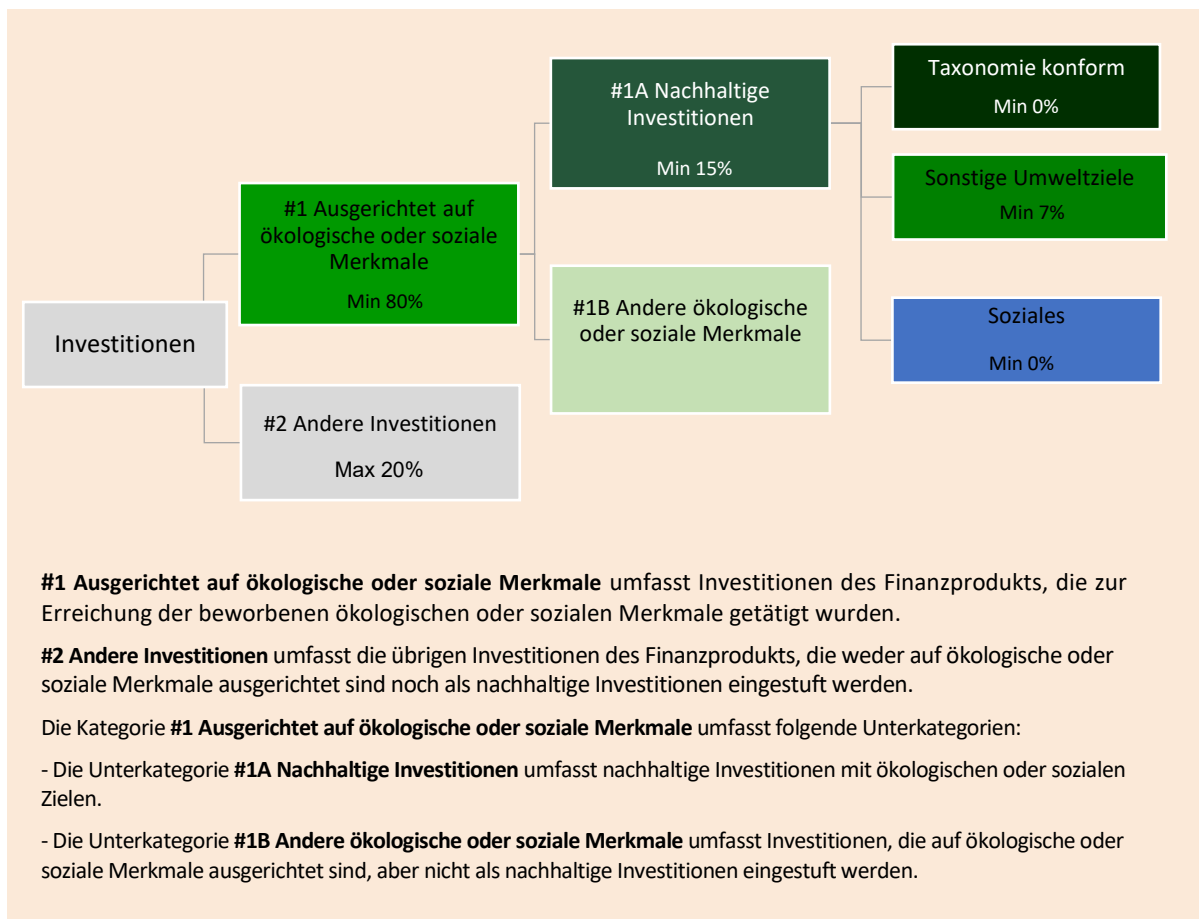 Investitionen
#1 Ausgerichtet auf
ökologische oder soziale
Merkmale
Min 80%
#2 Andere Investitionen
Max 20%
#1A Nachhaltige
Investitionen
Min 15%
#1B Andere ökologische
oder soziale Merkmale
Taxonomie konform
Min 0%
Sonstige Umweltziele
Min 7%
Soziales
Min 0%
#1 Ausgerichtet auf ökologische oder soziale Merkmale umfasst Investitionen des Finanzprodukts, die zur
Erreichung der beworbenen ökologischen oder sozialen Merkmale getätigt wurden.
#2 Andere Investitionen umfasst die übrigen Investitionen des Finanzprodukts, die weder auf ökologische oder
soziale Merkmale ausgerichtet sind noch als nachhaltige Investitionen eingestuft werden.
Die Kategorie #1 Ausgerichtet auf ökologische oder soziale Merkmale umfasst folgende Unterkategorien:
- Die Unterkategorie #1A Nachhaltige Investitionen umfasst nachhaltige Investitionen mit ökologischen oder sozialen
Zielen.
- Die Unterkategorie #1B Andere ökologische oder soziale Merkmale umfasst Investitionen, die auf ökologische oder
soziale Merkmale ausgerichtet sind, aber nicht als nachhaltige Investitionen eingestuft werden.